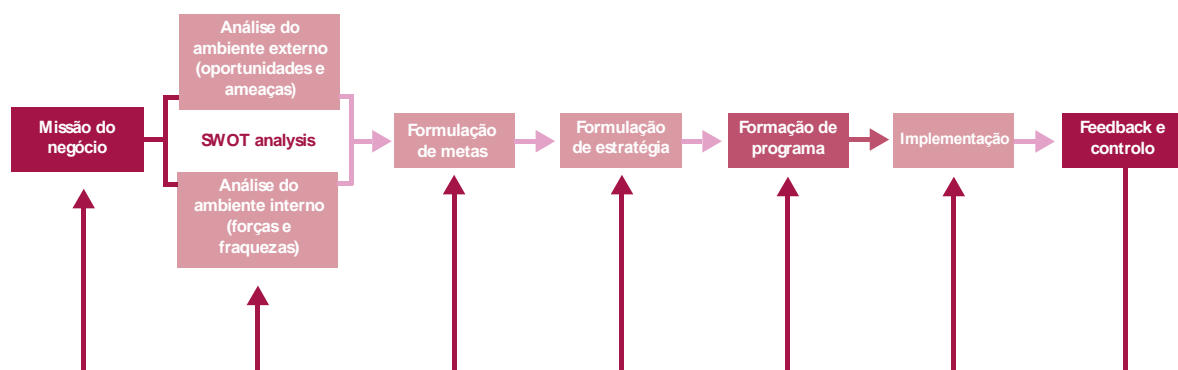 Análise do
ambiente externo
(oportunidades e
ameaças)
Missão do
negócio
SWOT analysis
Análise do
ambiente interno
(forças e
fraquezas)
Formulação
de metas
Formulação
de estratégia
Formação de
programa
Implementação
Feedback e
controlo